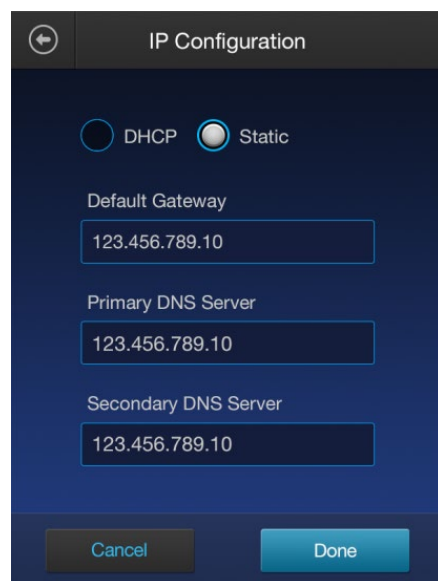 IP Configuration
DHCP Static
Default Gateway
123.456.789.10
Primary DNS Server
123.456.789.10
Secondary DNS Server
123.456.789.10
Cancel Done